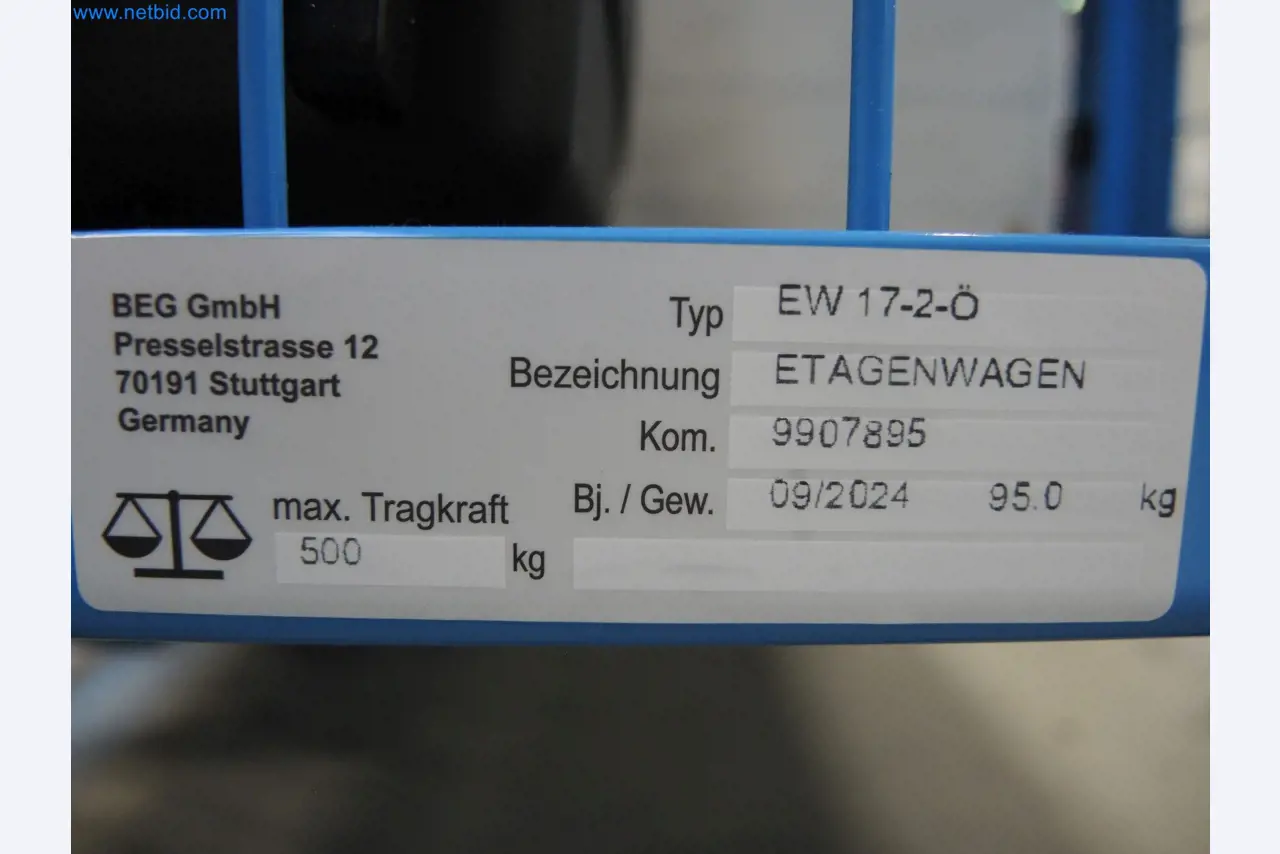 www.netbid.com
BEG GmbH
Presselstrasse 12
70191 Stuttgart
Germany
Typ EW 17-2-Ö
Bezeichnung ETAGENWAGEN
Kom. 9907895
Bj. / Gew. 09/2024 95.0 kg
max. Tragkraft
500 kg